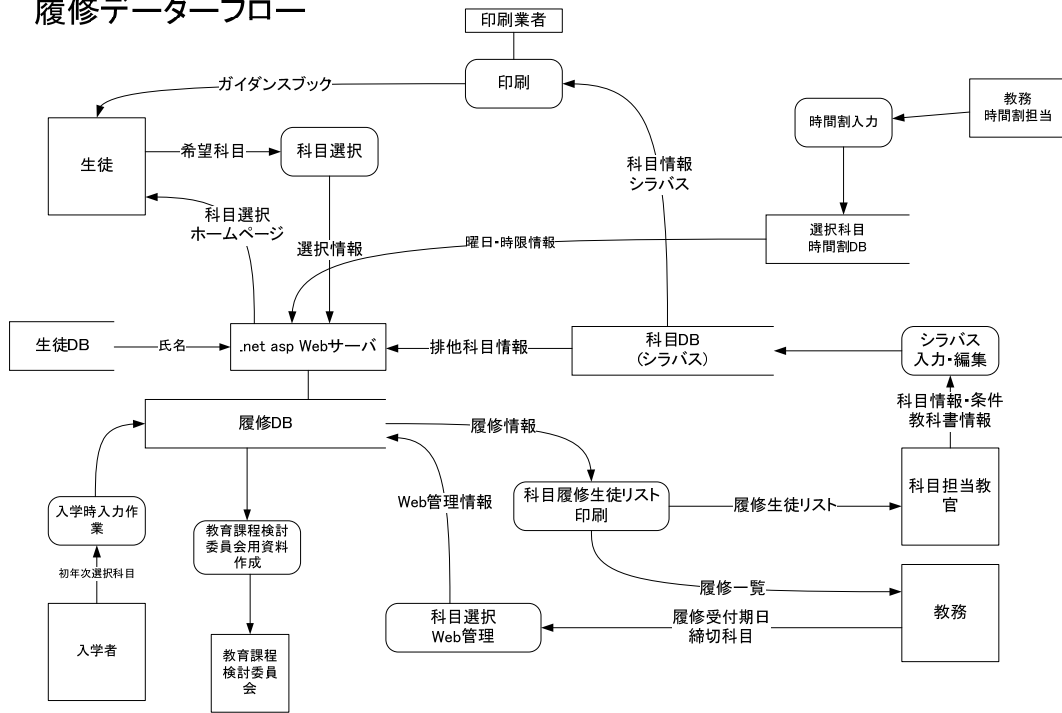 履修データーフロー
印刷業者
印刷
ガイダンスブック
教務
時間割担当
時間割入力
生徒
希望科目
科目選択
科目情報
シラバス
科目選択
ホームページ
選択情報
曜日・時限情報
選択科目
時間割DB
生徒DB
氏名
.net asp Webサーバ
排他科目情報
科目DB
(シラバス)
シラバス
入力・編集
科目情報・条件
教科書情報
履修DB
履修情報
Web管理情報
科目履修生徒リスト
印刷
履修生徒リスト
科目担当教
官
入学時入力作
業
教育課程検討
委員会用資料
作成
初年次選択科目
履修一覧
入学者
教育課程
検討委員
会
科目選択
Web管理
履修受付期日
締切科目
教務